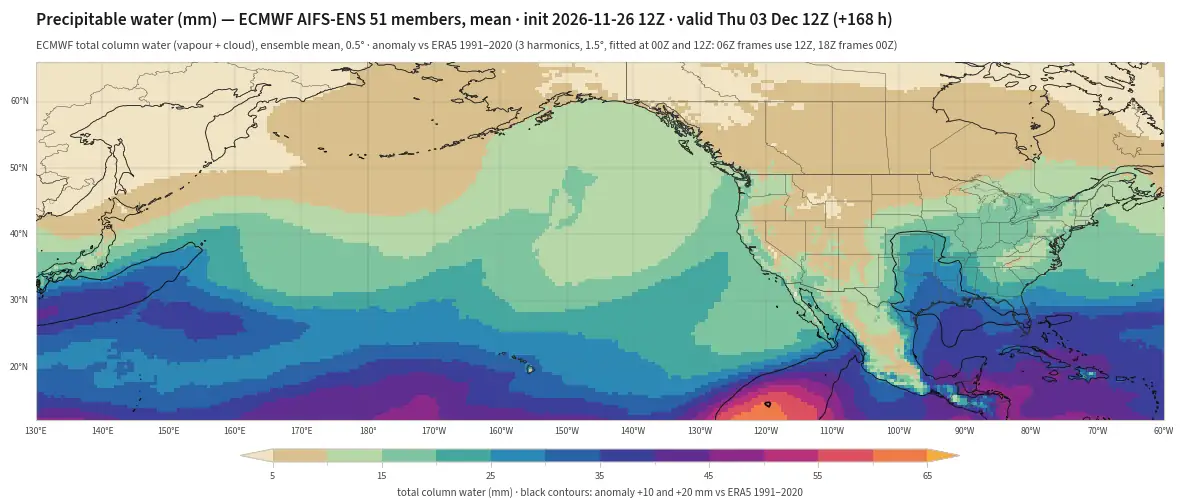 Precipitable water (mm) — ECMWF AIFS-ENS 51 members, mean · init 2026-11-26 12Z · valid Thu 03 Dec 12Z (+168 h)
ECMWF total column water (vapour + cloud), ensemble mean, 0.5° · anomaly vs ERA5 1991–2020 (3 harmonics, 1.5°, fitted at 00Z and 12Z: 06Z frames use 12Z, 18Z frames 00Z)
60°N
50°N
40°N
30°N
20°N
130°E 140°E 150°E 160°E 170°E 180° 170°W 160°W 150°W 140°W 130°W 120°W 110°W 100°W 90°W 80°W 70°W 60°W
5 15 25 35 45 55 65
total column water (mm) · black contours: anomaly +10 and +20 mm vs ERA5 1991–2020